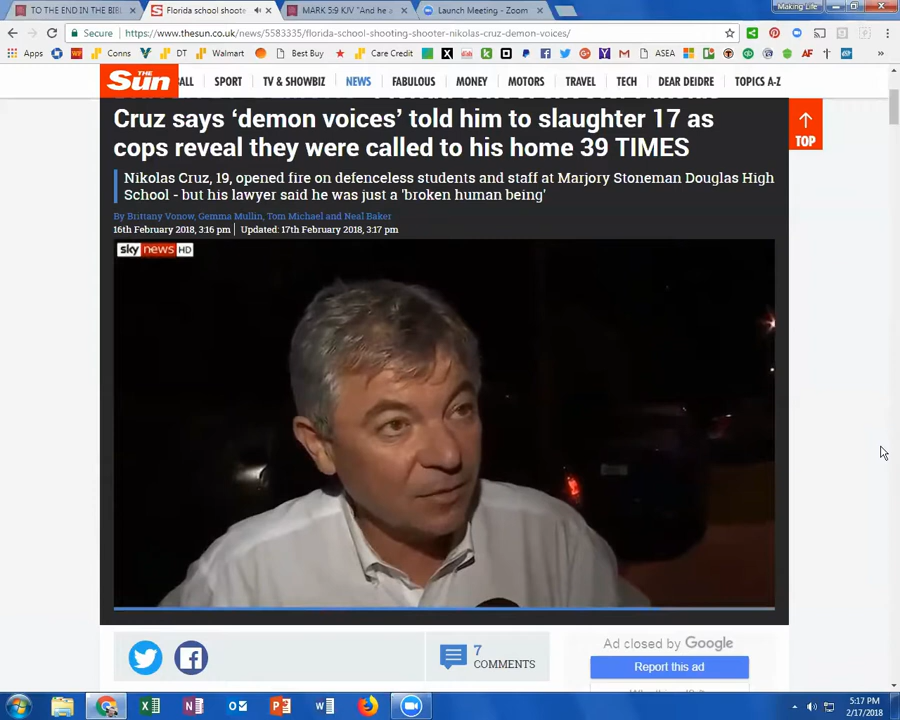 TO THE END IN THE BIBL
Florida school shoote
MARK 5:9 KJV "And he a
Launch Meeting - Zoom
Making Life
Secure
https://www.thesun.co.uk/news/5583335/florida-school-shooting-shooter-nikolas-cruz-demon-voices/
Apps
Conns
DT
Walmart
Best Buy
Care Credit
ASEA
THE
Sun
BALL
SPORT
TV & SHOWBIZ
NEWS
FABULOUS
MONEY
MOTORS
TRAVEL
TECH
DEAR DEIDRE
TOPICS A-Z
Cruz says ‘demon voices’ told him to slaughter 17 as
cops reveal they were called to his home 39 TIMES
TOP
Nikolas Cruz, 19, opened fire on defenceless students and staff at Marjory Stoneman Douglas High
School - but his lawyer said he was just a 'broken human being'
By Brittany Vonow, Gemma Mullin, Tom Michael and Neal Baker
16th February 2018, 3:16 pm
Updated: 17th February 2018, 3:17 pm
sky news HD
7
COMMENTS
Ad closed by Google
Report this ad
5:17 PM
2/17/2018